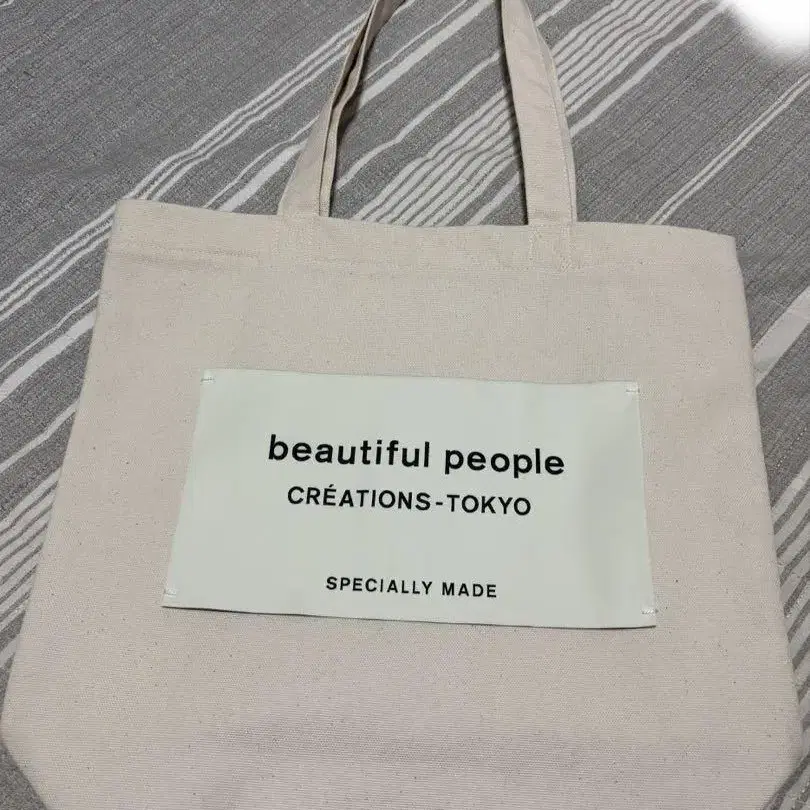 beautiful people
CRÉATIONS-TOKYO
SPECIALLY MADE